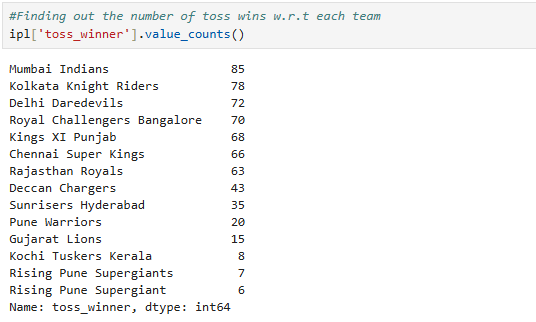 #Finding out the number of toss wins w.r.t each team
ipl['toss_winner'].value_counts()
Mumbai Indians 85
Kolkata Knight Riders 78
Delhi Daredevils 72
Royal Challengers Bangalore 70
Kings XI Punjab 68
Chennai Super Kings 66
Rajasthan Royals 63
Deccan Chargers 43
Sunrisers Hyderabad 35
Pune Warriors 20
Gujarat Lions 15
Kochi Tuskers Kerala 8
Rising Pune Supergiants 7
Rising Pune Supergiant 6
Name: toss_winner, dtype: int64